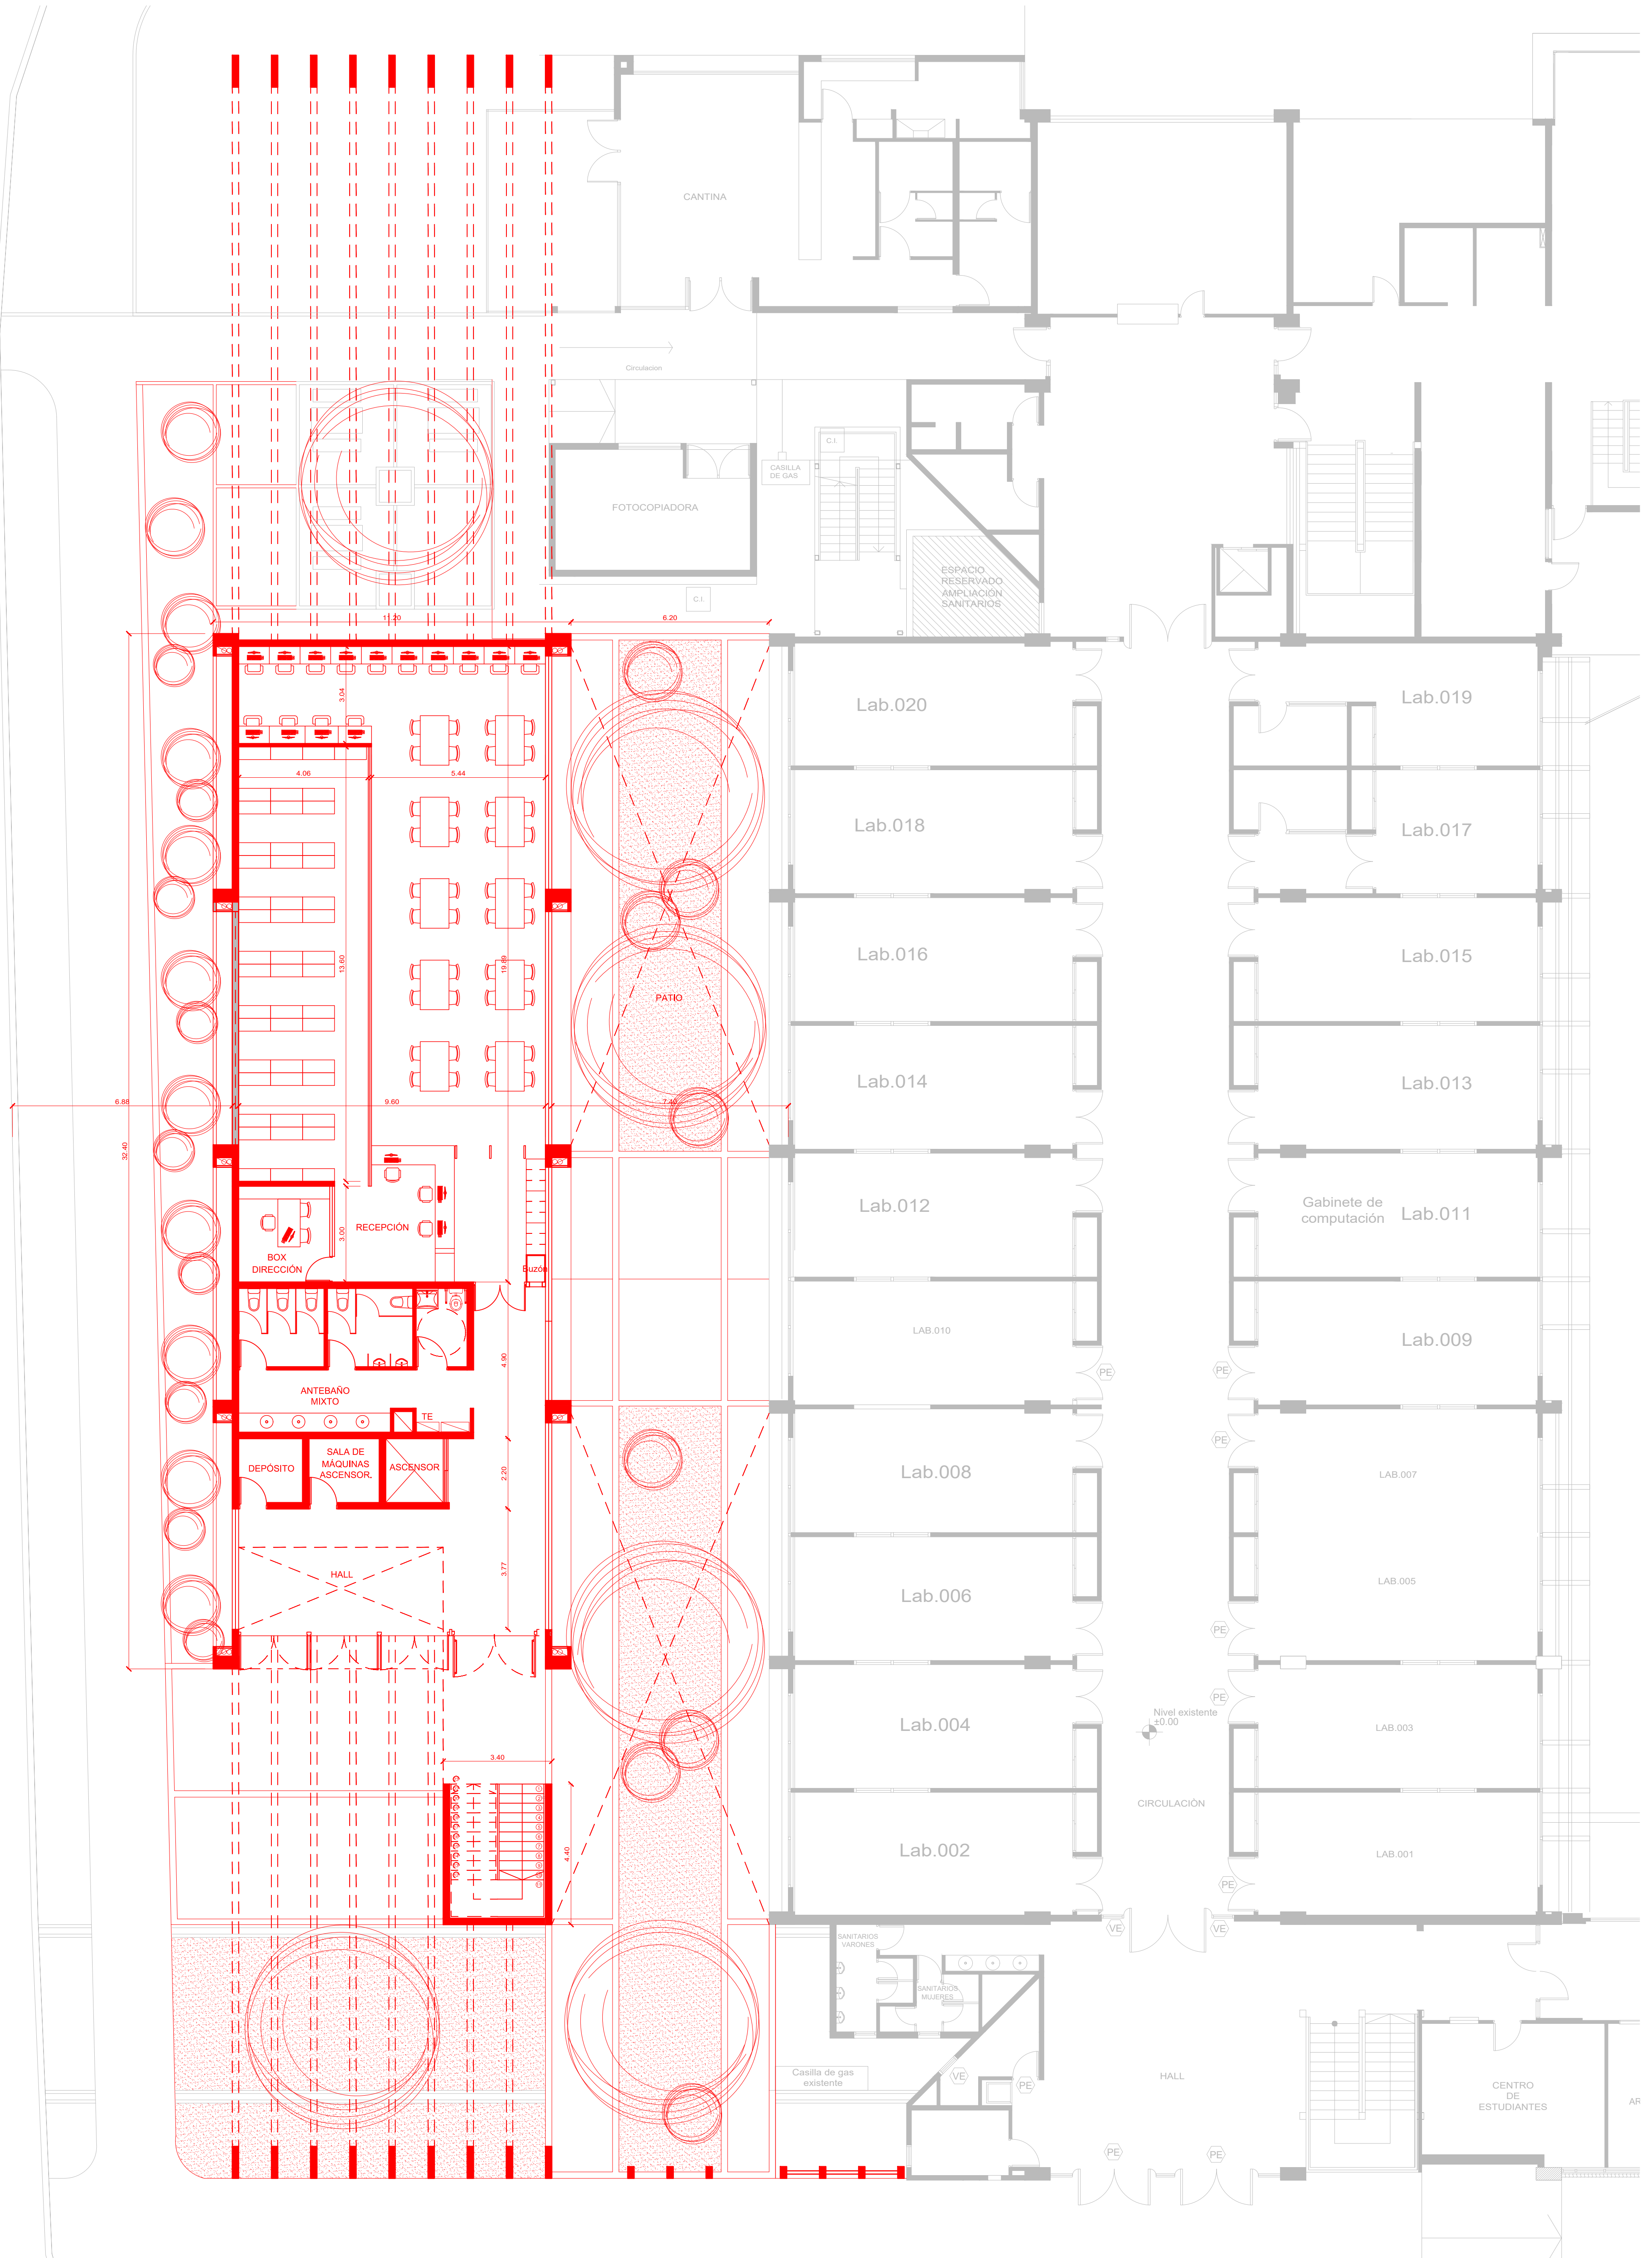 CANTINA
Circulacion
C.I.
CASILLA
DE GAS
FOTOCOPIADORA
ESPACIO
RESERVADO
AMPLIACIÓN
SANITARIOS
C.I.
11.20
6.20
3.04
Lab.020
Lab.019
4.06
5.44
Lab.018
Lab.017
13.60
19.89
Lab.016
Lab.015
PATIO
Lab.014
Lab.013
6.88
9.60
7.40
32.40
Lab.012
Gabinete de
computación
Lab.011
RECEPCIÓN
3.00
BOX
DIRECCIÓN
Buzón
LAB.010
Lab.009
4.90
PE
PE
ANTEBAÑO
MIXTO
TE
PE
DEPÓSITO
SALA DE
MÁQUINAS
ASCENSOR
ASCENSOR
2.20
Lab.008
LAB.007
HALL
3.77
Lab.006
LAB.005
PE
PE
Nivel existente
±0.00
Lab.004
LAB.003
3.40
CIRCULACIÓN
4.40
Lab.002
LAB.001
PE
VE
VE
SANITARIOS
VARONES
SANITARIOS
MUJERES
Casilla de gas
existente
VE
PE
HALL
CENTRO
DE
ESTUDIANTES
AR
PE
PE